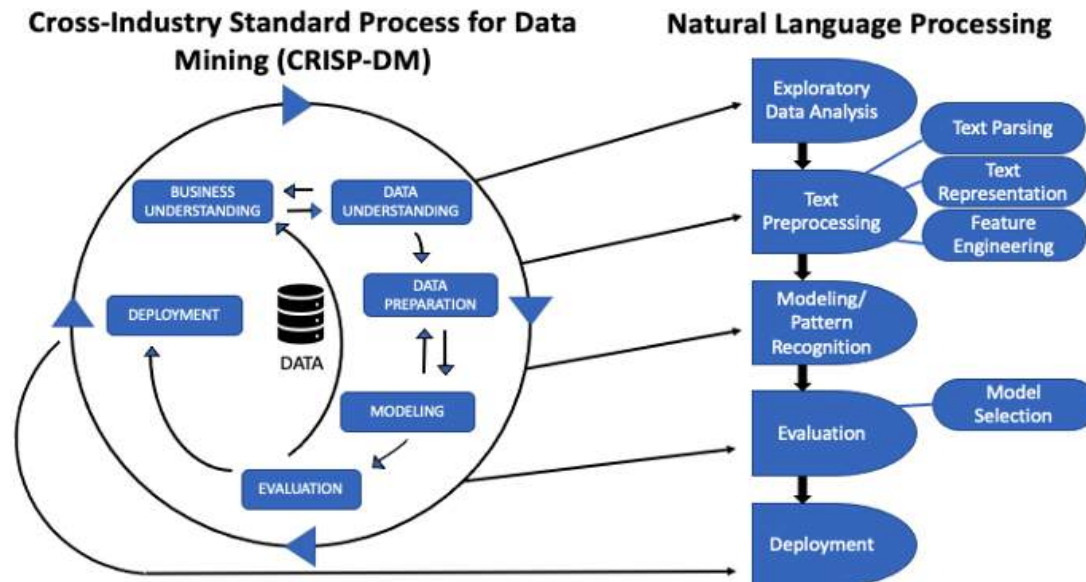 Cross-Industry Standard Process for Data
Mining (CRISP-DM)
BUSINESS
UNDERSTANDING
DATA
UNDERSTANDING
DATA
PREPARATION
DEPLOYMENT
DATA
MODELING
EVALUATION
Natural Language Processing
Exploratory
Data Analysis
Text Parsing
Text
Preprocessing
Text
Representation
Feature
Engineering
Modeling/
Pattern
Recognition
Evaluation
Model
Selection
Deployment